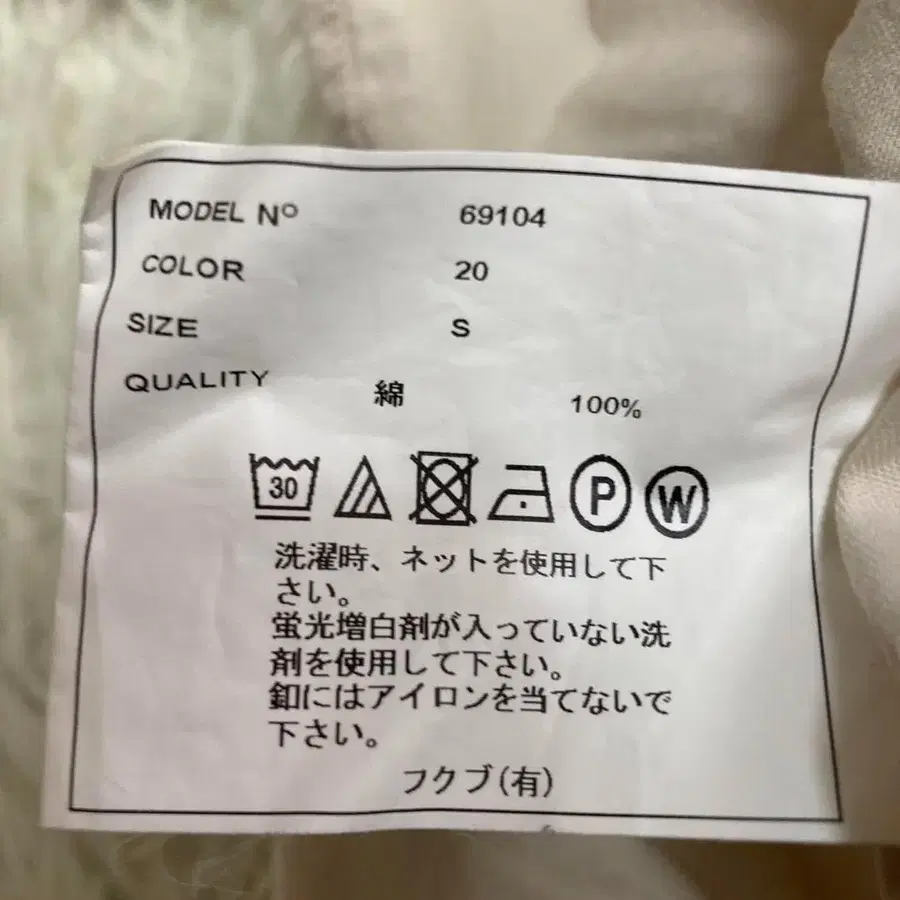 MODEL Nº 69104
COLOR 20
SIZE S
QUALITY
綿 100%
30 P W
洗濯時、ネットを使用して下
さい。
蛍光増白剤が入っていない洗
剤を使用して下さい。
釦にはアイロンを当てないで
下さい。
フクブ(有)